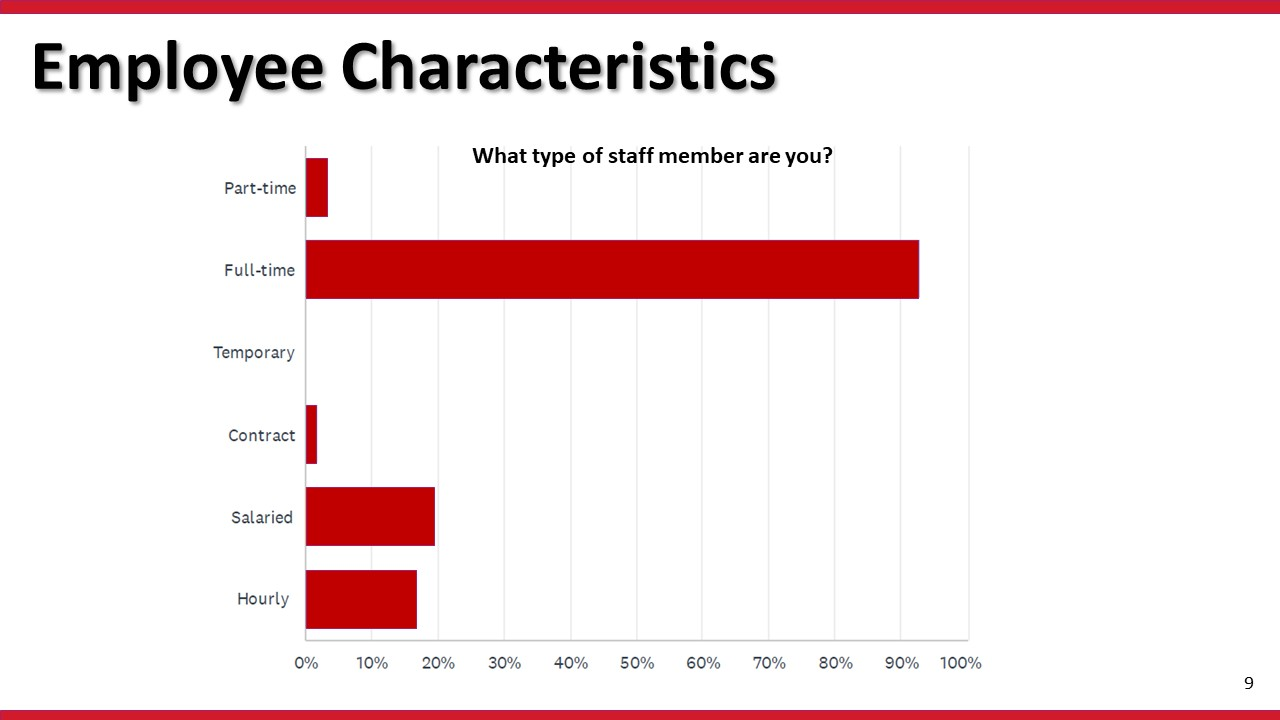 Employee Characteristics
What type of staff member are you?
Part-time
Full-time
Temporary
Contract
Salaried
Hourly
0% 10% 20% 30% 40% 50% 60% 70% 80% 90% 100%
9